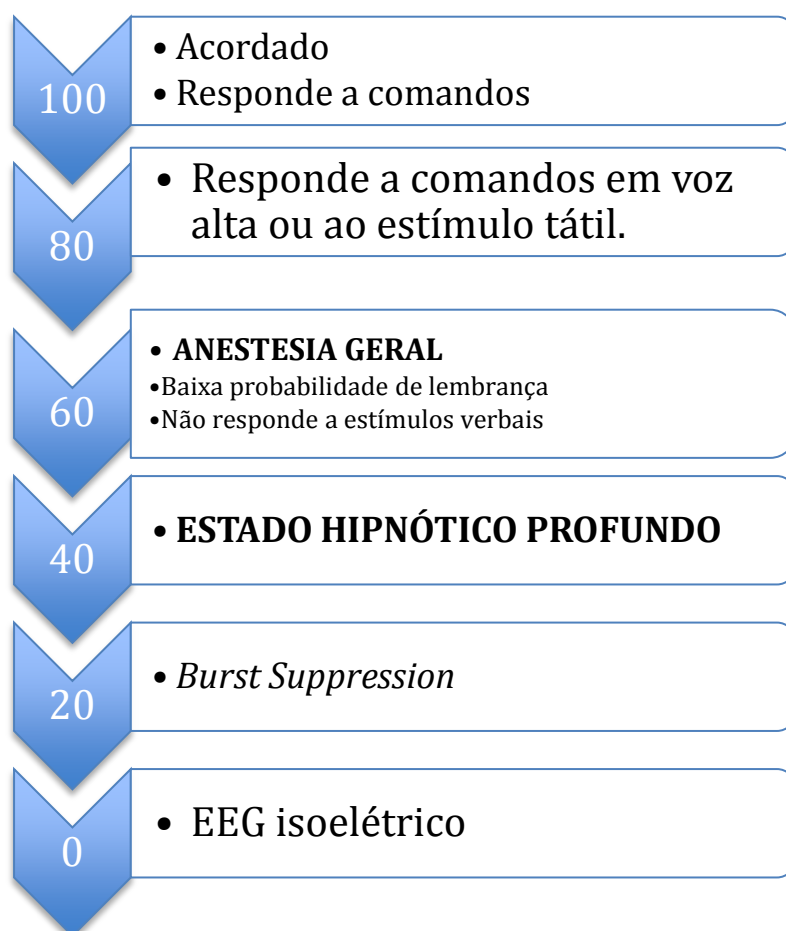 100
• Acordado
• Responde a comandos
80
• Responde a comandos em voz
alta ou ao estímulo tátil.
60
• ANESTESIA GERAL
•Baixa probabilidade de lembrança
•Não responde a estímulos verbais
40
• ESTADO HIPNÓTICO PROFUNDO
20
• Burst Suppression
0
• EEG isoelétrico